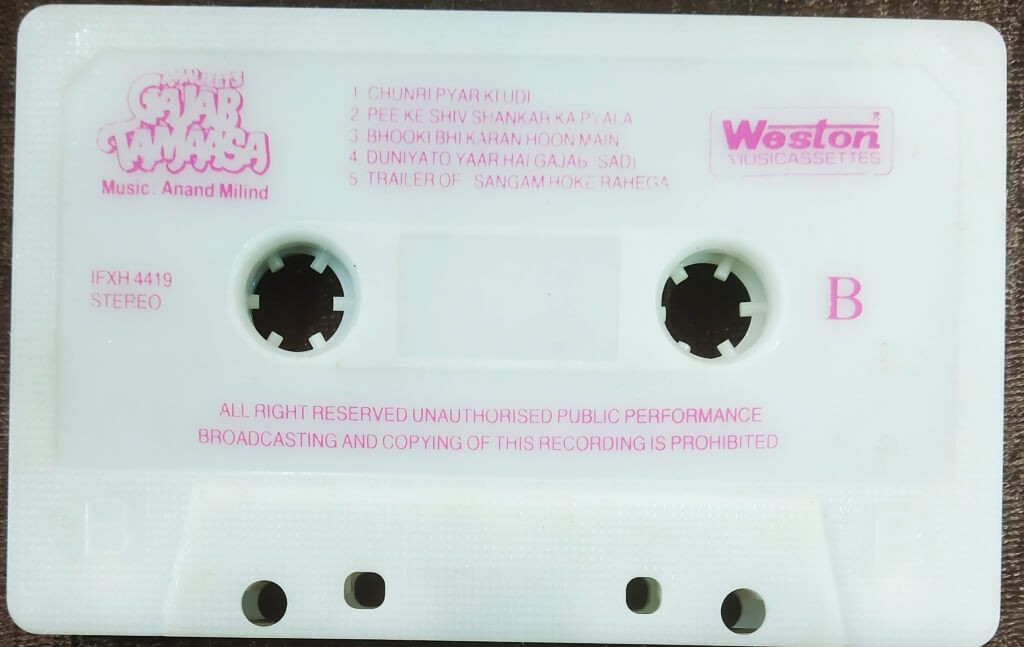 RANJEETS
GAJAB
TAMAASA
Music: Anand Milind
1 CHUNRI PYAR KI UDI
2 PEE KE SHIV SHANKAR KA PYALA
3 BHOOKI BHI KARAN HOON MAIN
4 DUNIYA TO YAAR HAI GAJAB SADI
5 TRAILER OF SANGAM HOKE RAHEGA
Weston
MUSICASSETTES
IFXH 4419
STEREO
B
ALL RIGHT RESERVED UNAUTHORISED PUBLIC PERFORMANCE
BROADCASTING AND COPYING OF THIS RECORDING IS PROHIBITED
B
B